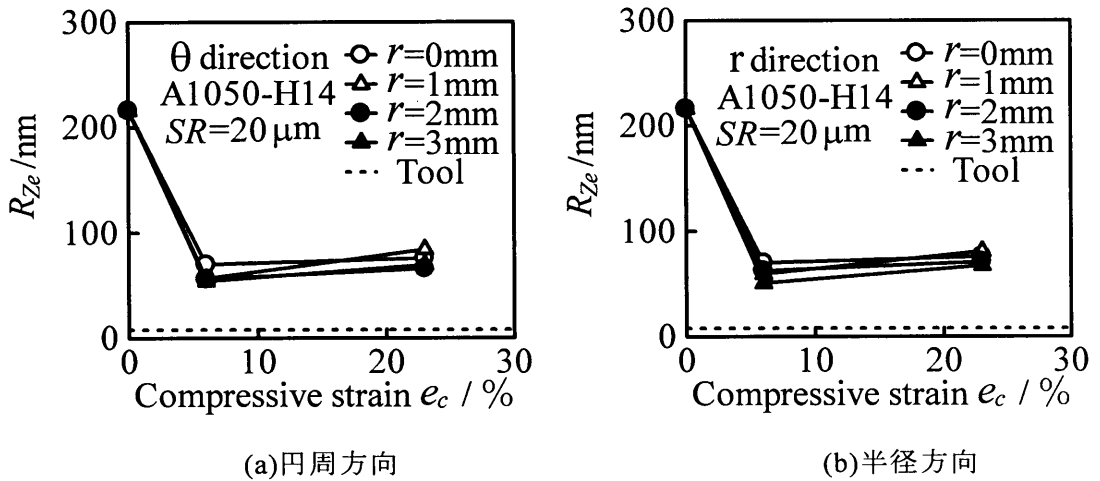 300
200
100
0
R_Ze /nm
θ direction
A1050-H14
SR=20 μm
r=0mm
r=1mm
r=2mm
r=3mm
Tool
0 10 20 30
Compressive strain e_c / %
(a)円周方向
300
200
100
0
R_Ze /nm
r direction
A1050-H14
SR=20 μm
r=0mm
r=1mm
r=2mm
r=3mm
Tool
0 10 20 30
Compressive strain e_c / %
(b)半径方向